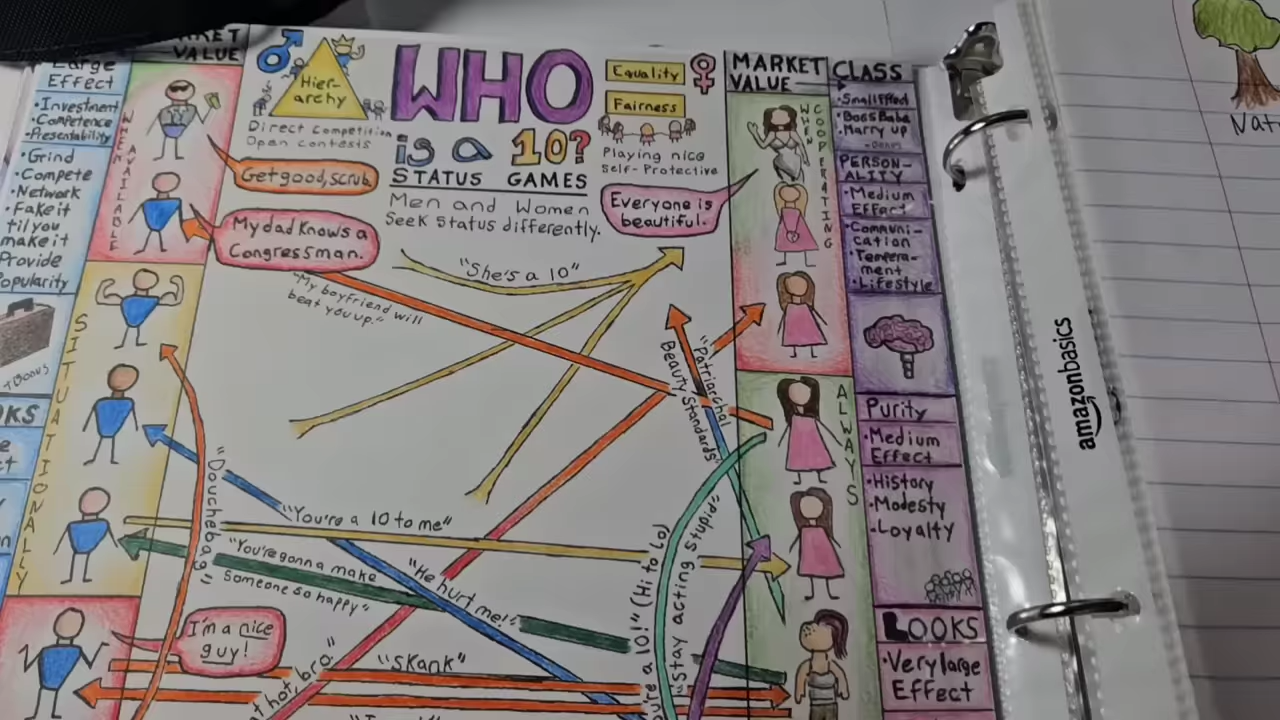 MARKET
VALUE
Large
Effect
•Investment
•Competence
•Presentability
•Grind
•Compete
•Network
•Fake it
til you
make it
•Provide
Popularity
+Bonus
WHEN AVAILABLE
SITUATIONALLY
Hier-
archy
Direct Competition
Open contests
WHO
is a 10?
STATUS GAMES
Men and Women
Seek Status differently.
Equality
Fairness
Playing nice
Self-Protective
Get good, scrub.
My dad knows a
Congressman.
Everyone is
beautiful.
"She's a 10"
"My boyfriend will
beat you up."
"Patriarchal
Beauty Standards"
"Douchebag"
"You're a 10 to me"
"You're gonna make
someone so happy"
"He hurt me!"
"Stay acting stupid"
I'm a nice
guy!
"Skank"
hot, bro."
MARKET
VALUE
WHEN COOPERATING
ALWAYS
CLASS
•Small Effect
•Boss Babe
•Marry up
PERSON-
ALITY
•Medium
Effect
•Communi-
cation
•Tempera-
ment
•Lifestyle
Purity
•Medium
Effect
•History
•Modesty
•Loyalty
LOOKS
•Very large
Effect
amazonbasics